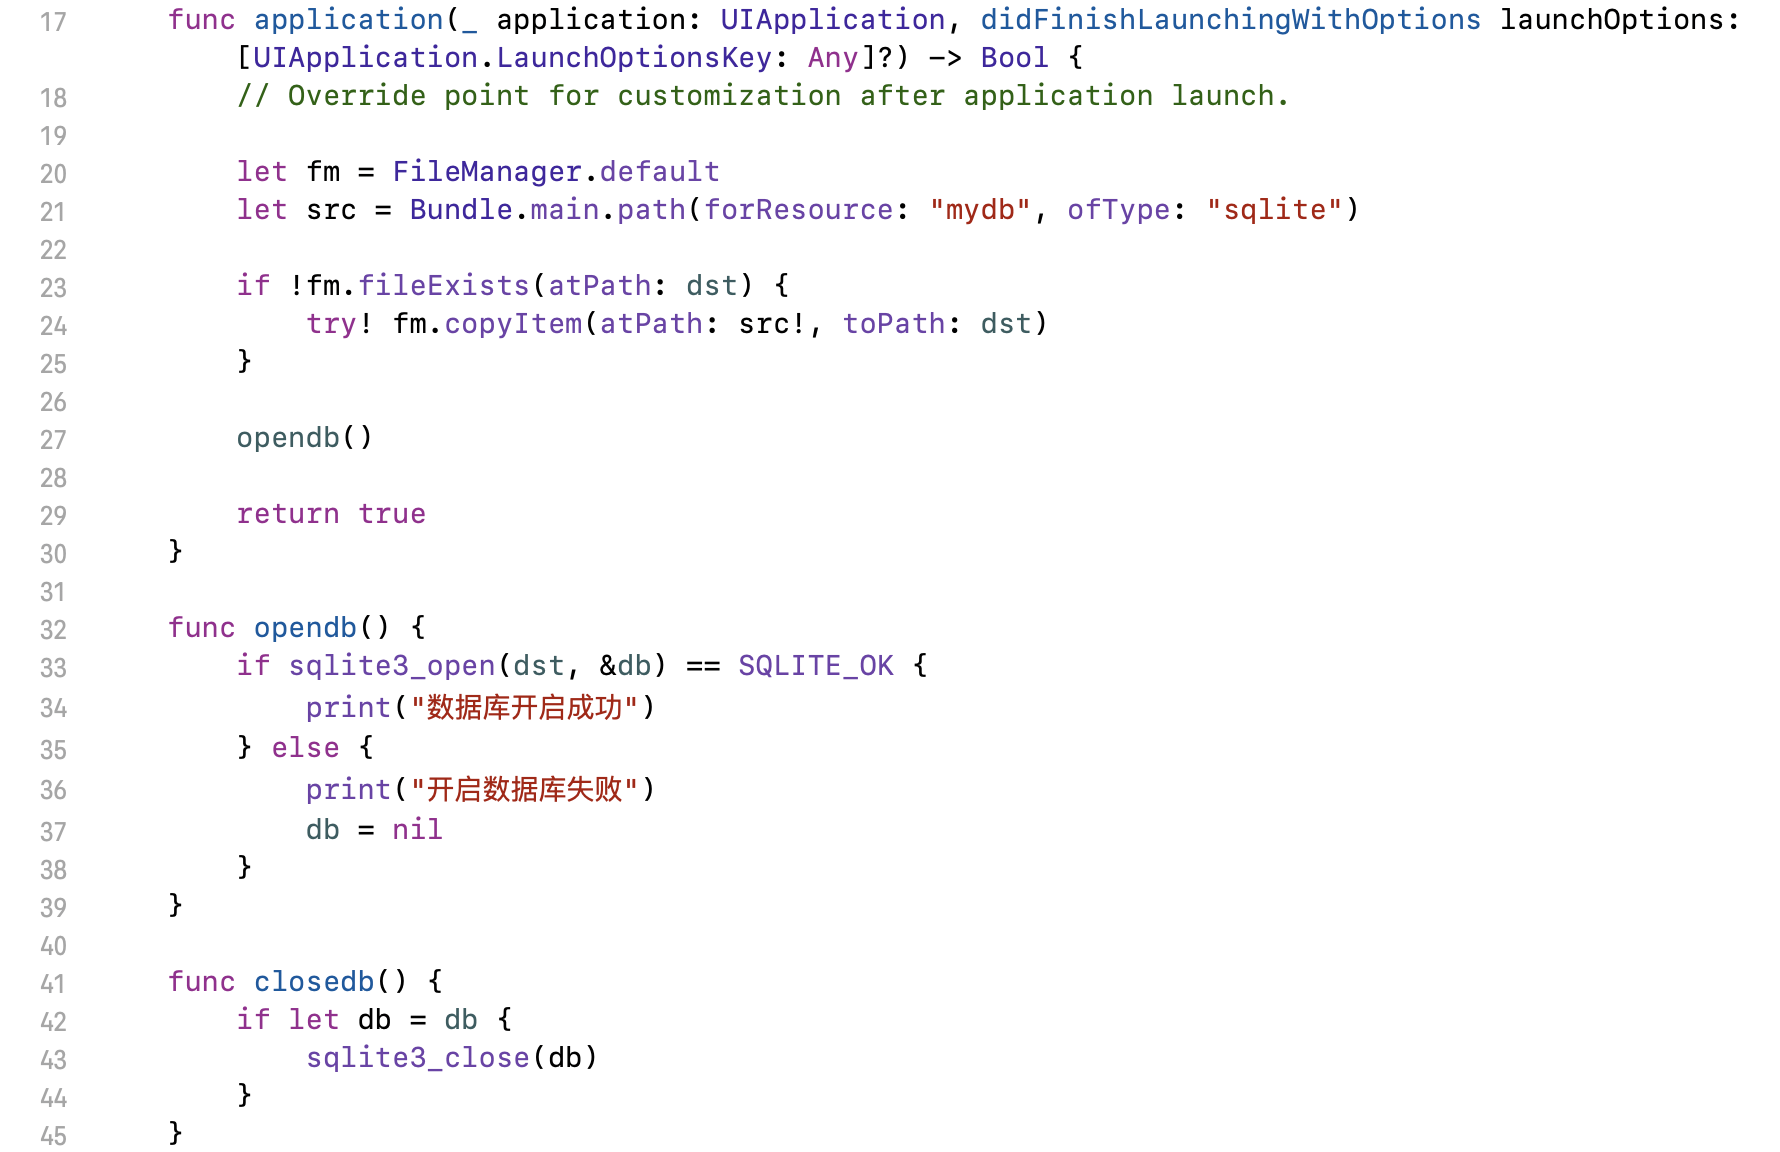 17 func application(_ application: UIApplication, didFinishLaunchingWithOptions launchOptions:
[UIApplication.LaunchOptionsKey: Any]?) -> Bool {
18 // Override point for customization after application launch.
19
20 let fm = FileManager.default
21 let src = Bundle.main.path(forResource: "mydb", ofType: "sqlite")
22
23 if !fm.fileExists(atPath: dst) {
24 try! fm.copyItem(atPath: src!, toPath: dst)
25 }
26
27 opendb()
28
29 return true
30 }
31
32 func opendb() {
33 if sqlite3_open(dst, &db) == SQLITE_OK {
34 print("数据库开启成功")
35 } else {
36 print("开启数据库失败")
37 db = nil
38 }
39 }
40
41 func closedb() {
42 if let db = db {
43 sqlite3_close(db)
44 }
45 }